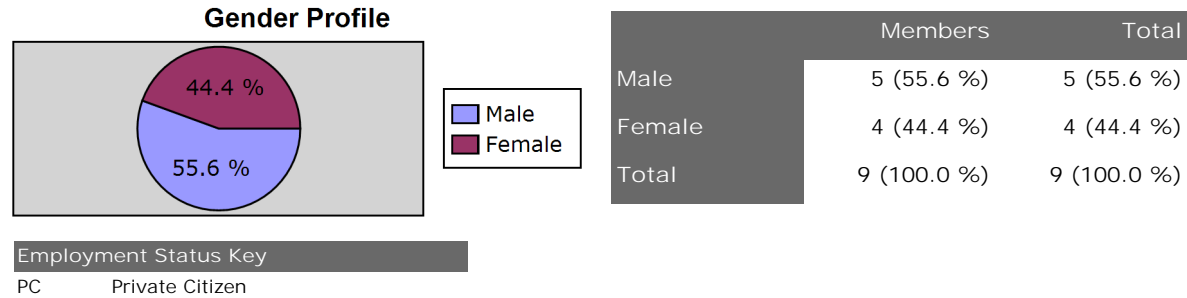 Gender Profile
44.4 %
55.6 %
Male
Female
Members Total
Male 5 (55.6 %) 5 (55.6 %)
Female 4 (44.4 %) 4 (44.4 %)
Total 9 (100.0 %) 9 (100.0 %)
Employment Status Key
PC Private Citizen